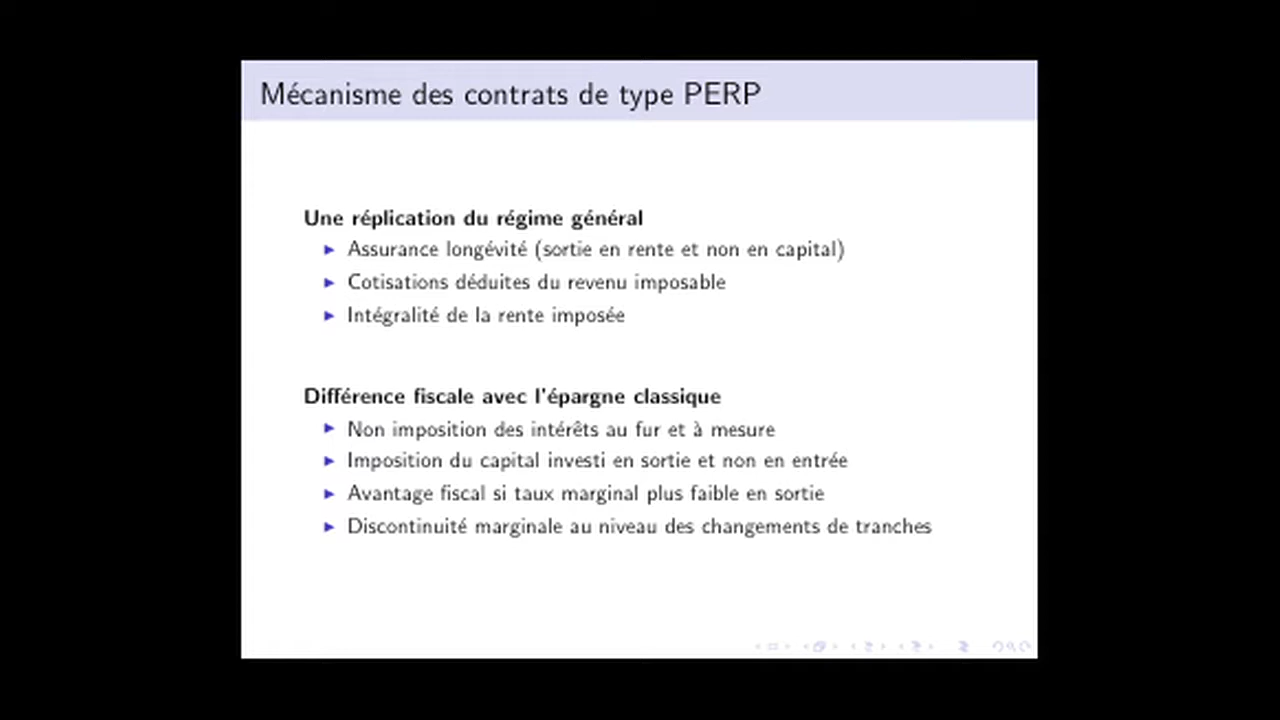 Mécanisme des contrats de type PERP
Une réplication du régime général
Assurance longévité (sortie en rente et non en capital)
Cotisations déduites du revenu imposable
Intégralité de la rente imposée
Différence fiscale avec l'épargne classique
Non imposition des intérêts au fur et à mesure
Imposition du capital investi en sortie et non en entrée
Avantage fiscal si taux marginal plus faible en sortie
Discontinuité marginale au niveau des changements de tranches